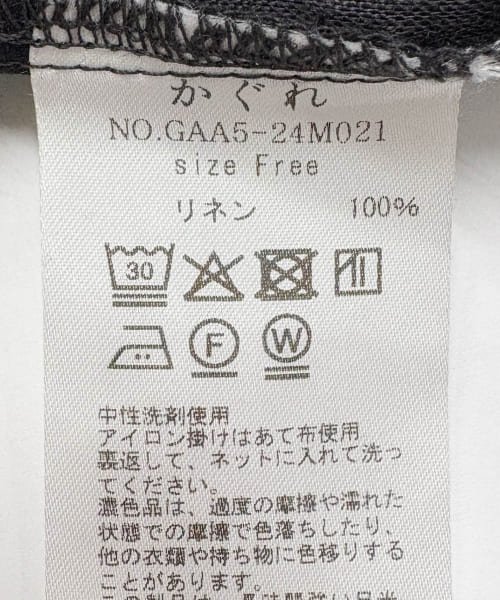 かぐれ
NO.GAA5-24M021
size Free
リネン 100%
30
F W
中性洗剤使用
アイロン掛けはあて布使用
裏返して、ネットに入れて洗っ
てください。
濃色品は、過度の摩擦や濡れた
状態での摩擦で色落ちしたり、
他の衣類や持ち物に色移りする
ことがあります。